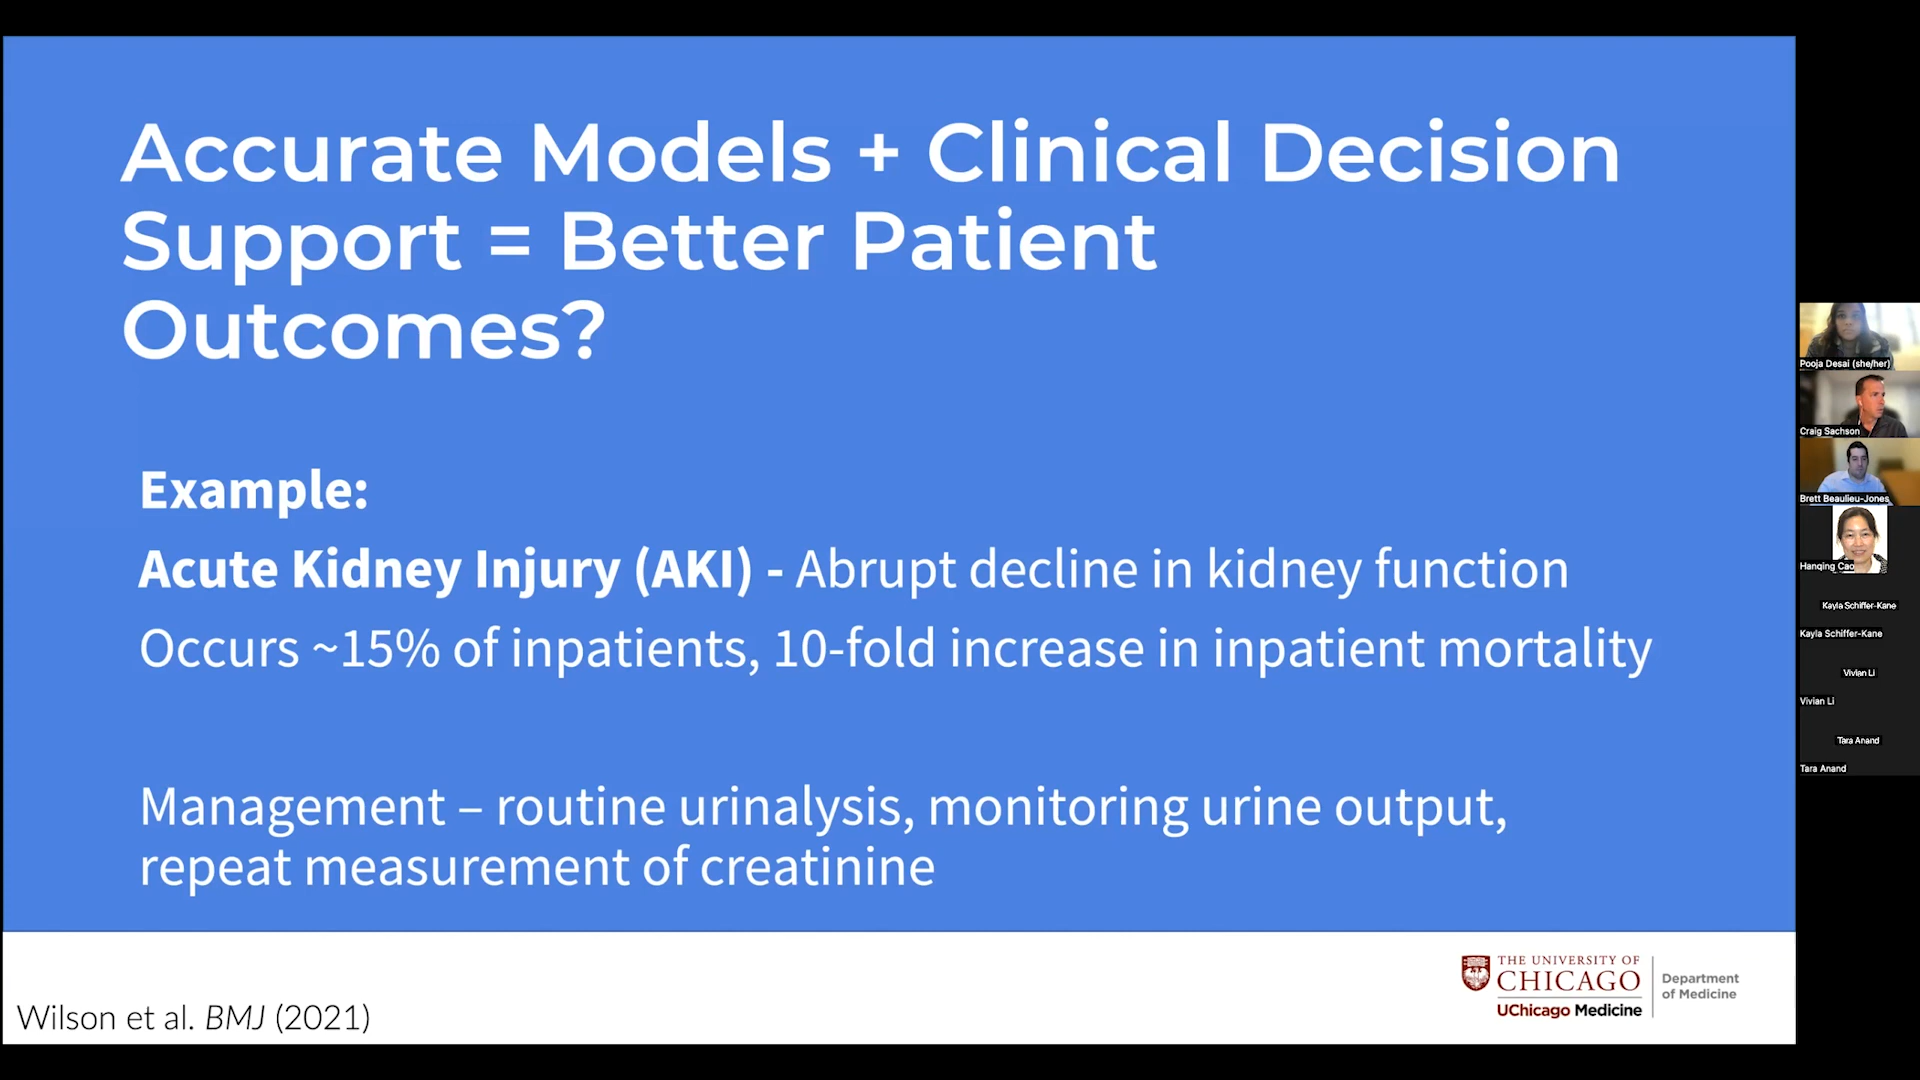 Accurate Models + Clinical Decision
Support = Better Patient
Outcomes?
Example:
Acute Kidney Injury (AKI) - Abrupt decline in kidney function
Occurs ~15% of inpatients, 10-fold increase in inpatient mortality
Management – routine urinalysis, monitoring urine output,
repeat measurement of creatinine
Wilson et al. BMJ (2021)
THE UNIVERSITY OF
CHICAGO
UChicago Medicine
Department
of Medicine
Pooja Desai (she/her)
Craig Sachson
Brett Beaulieu-Jones
Hanqing Cao
Kayla Schiffer-Kane
Kayla Schiffer-Kane
Vivian Li
Vivian Li
Tara Anand
Tara Anand